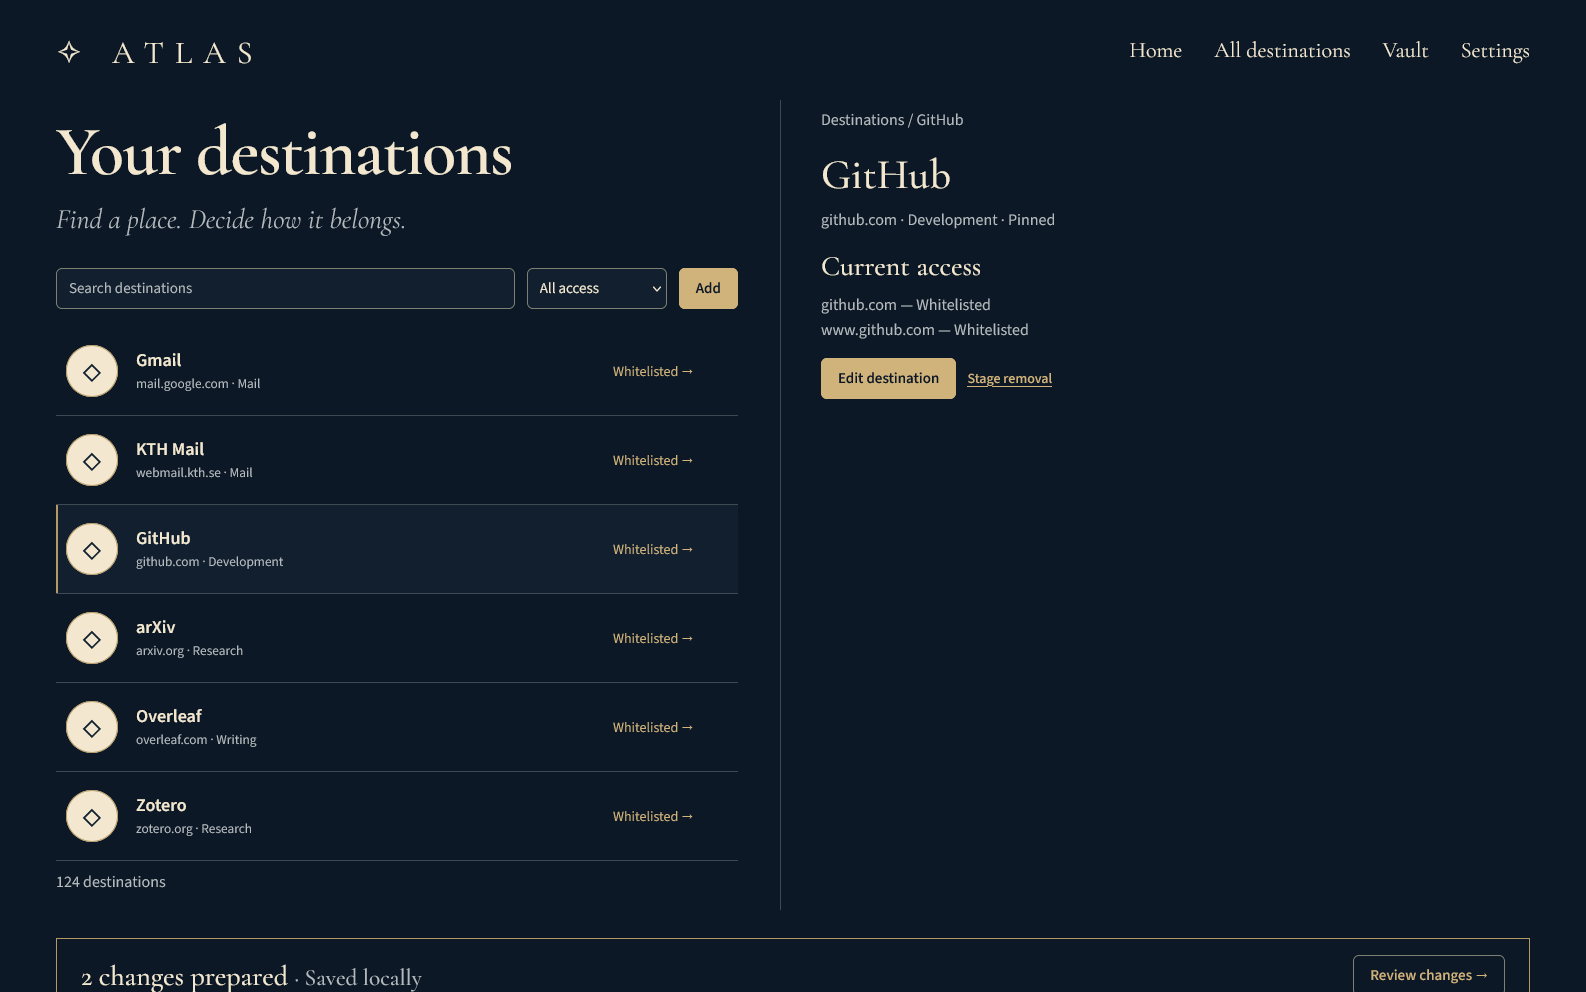 ATLAS
Home All destinations Vault Settings
Your destinations
Find a place. Decide how it belongs.
Search destinations All access Add
Gmail
mail.google.com · Mail
Whitelisted →
KTH Mail
webmail.kth.se · Mail
Whitelisted →
GitHub
github.com · Development
Whitelisted →
arXiv
arxiv.org · Research
Whitelisted →
Overleaf
overleaf.com · Writing
Whitelisted →
Zotero
zotero.org · Research
Whitelisted →
124 destinations
Destinations / GitHub
GitHub
github.com · Development · Pinned
Current access
github.com — Whitelisted
www.github.com — Whitelisted
Edit destination Stage removal
2 changes prepared · Saved locally
Review changes →